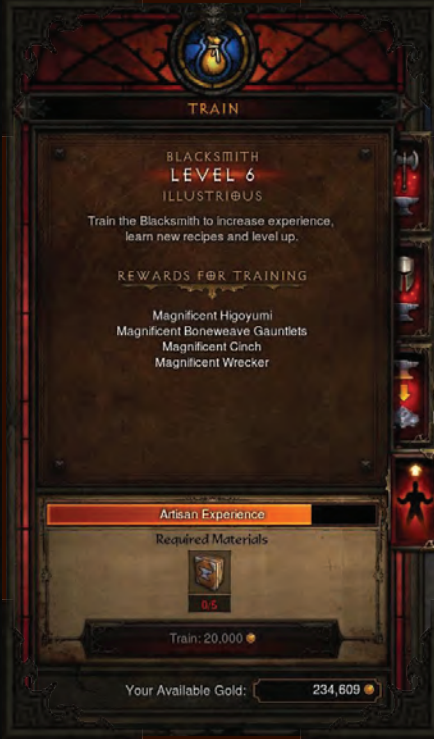 TRAIN
BLACKSMITH
LEVEL 6
ILLUSTRIOUS
Train the Blacksmith to increase experience,
learn new recipes and level up.
REWARDS FOR TRAINING
Magnificent Higoyumi
Magnificent Boneweave Gauntlets
Magnificent Cinch
Magnificent Wrecker
Artisan Experience
Required Materials
0/5
Train: 20,000
Your Available Gold: 234,609